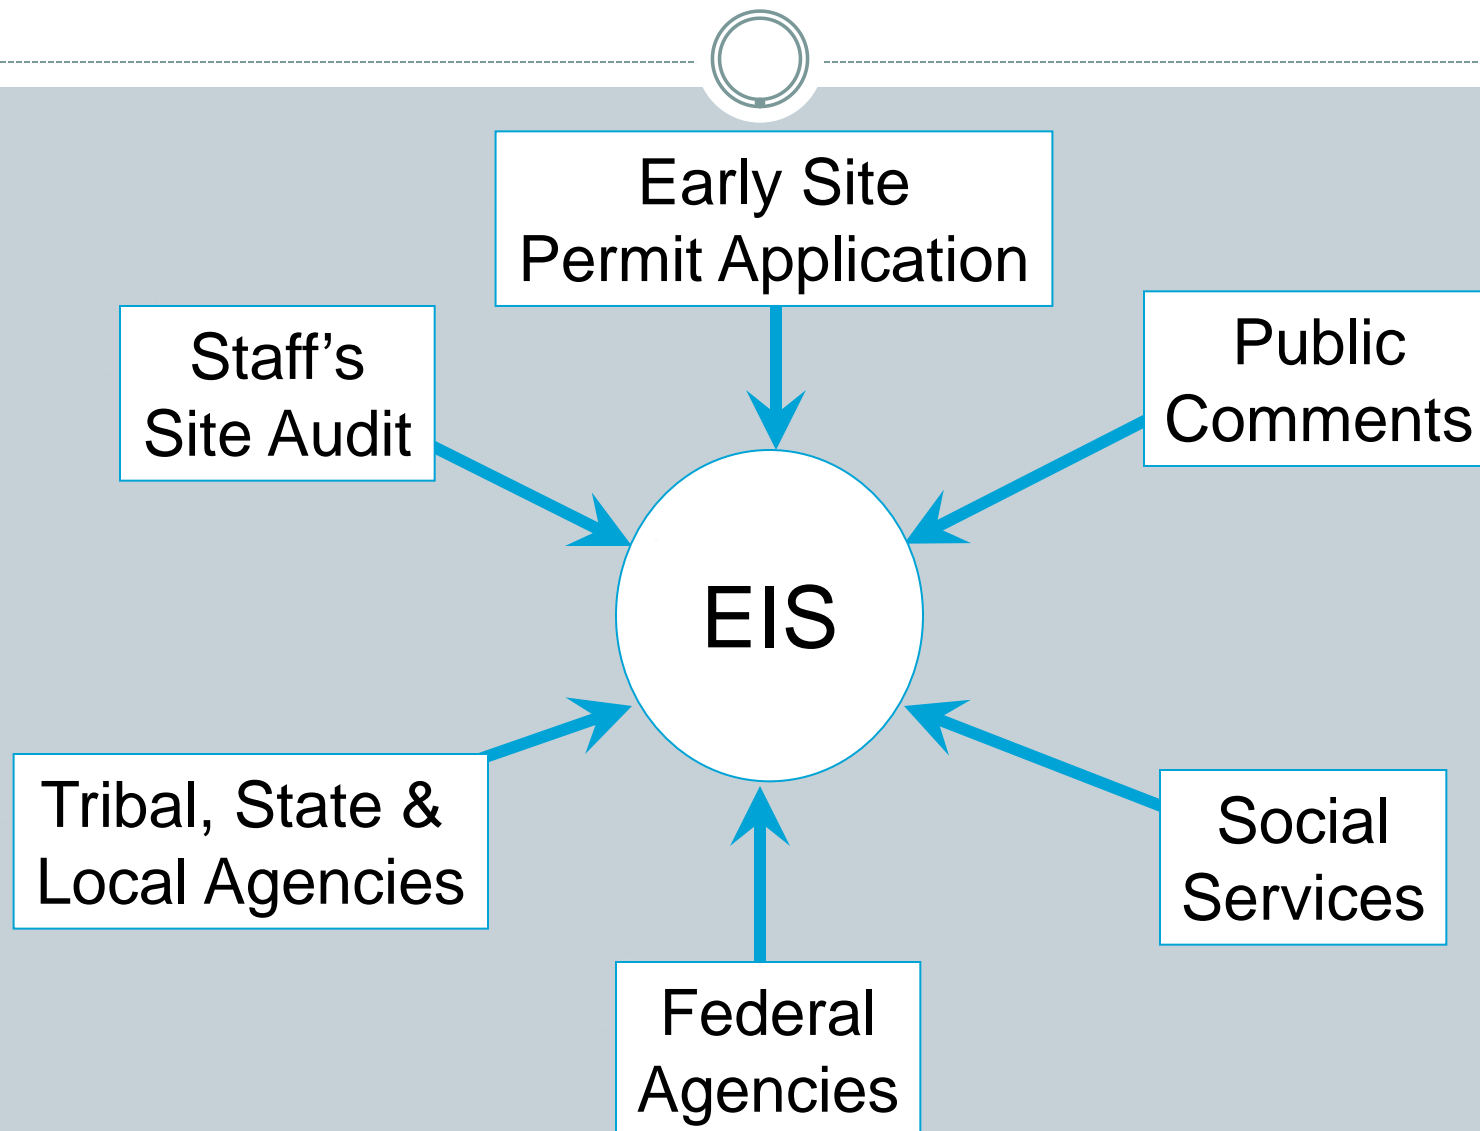 Early Site
Permit Application
Staff’s
Site Audit
Public
Comments
EIS
Tribal, State &
Local Agencies
Social
Services
Federal
Agencies